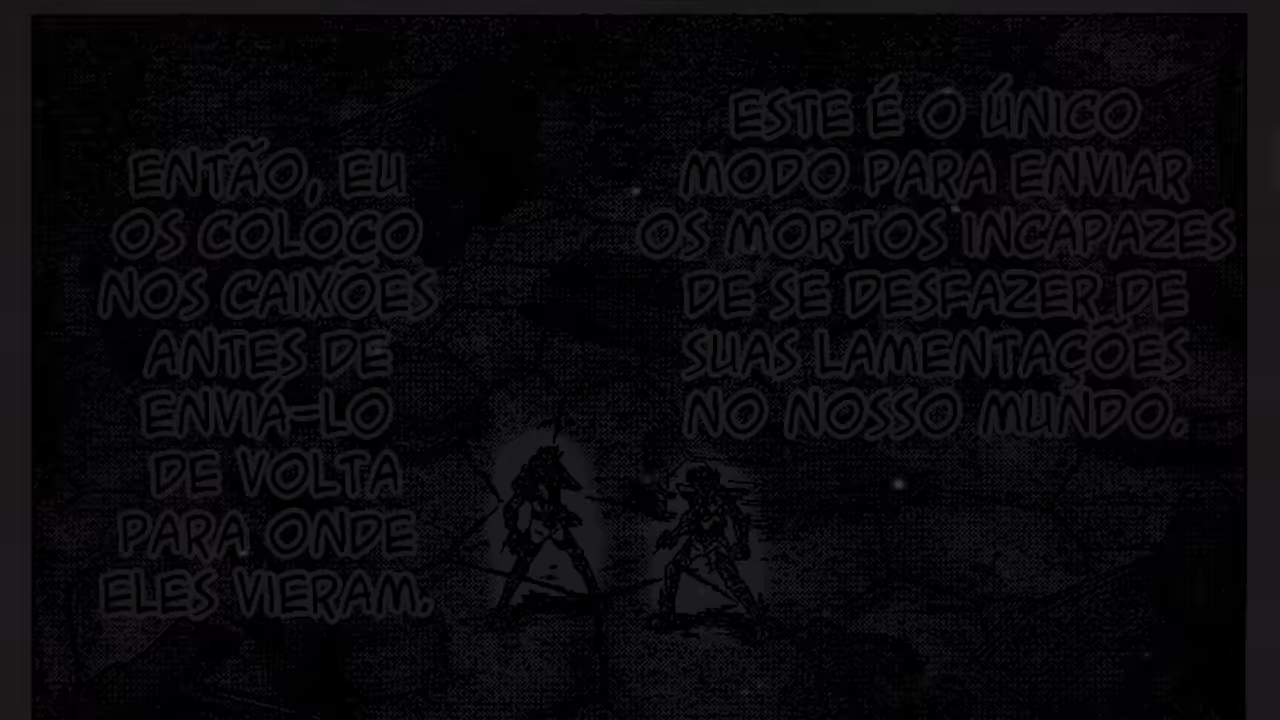 ESTE É O ÚNICO
MODO PARA ENVIAR
OS MORTOS INCAPAZES
DE SE DESFAZER DE
SUAS LAMENTAÇÕES
NO NOSSO MUNDO.
ENTÃO, EU
OS COLOCO
NOS CAIXÕES
ANTES DE
ENVIÁ-LO
DE VOLTA
PARA ONDE
ELES VIERAM.